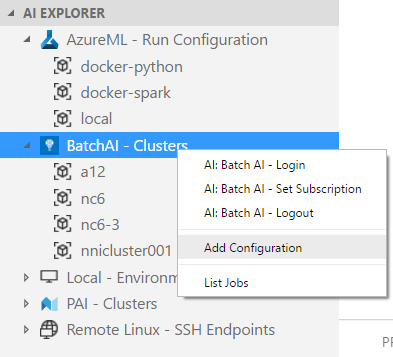 AI EXPLORER
AzureML - Run Configuration
docker-python
docker-spark
local
BatchAI - Clusters
AI: Batch AI - Login
a12
AI: Batch AI - Set Subscription
nc6
AI: Batch AI - Logout
nc6-3
nnicluster001
Add Configuration
Local - Environm
List Jobs
PAI - Clusters
Remote Linux - SSH Endpoints